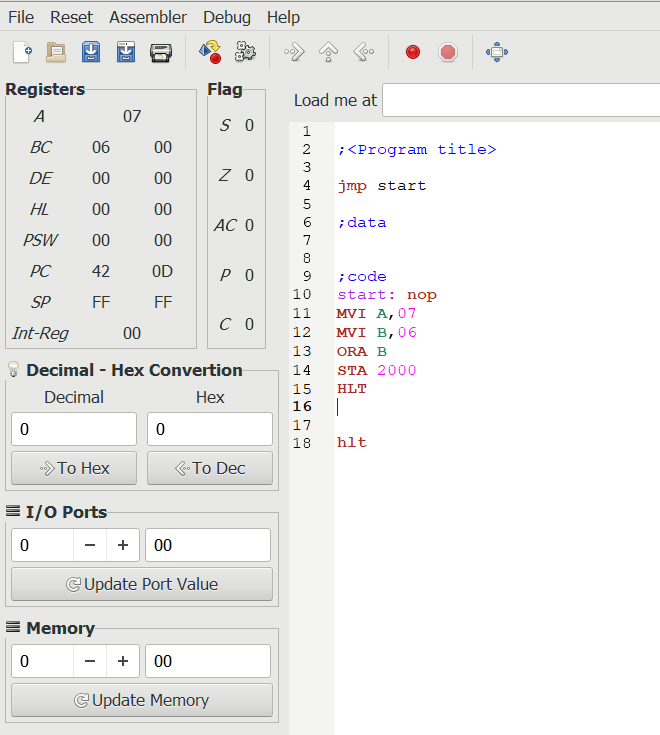 File Reset Assembler Debug Help
Registers
A 07
BC 06 00
DE 00 00
HL 00 00
PSW 00 00
PC 42 0D
SP FF FF
Int-Reg 00
Flag
S 0
Z 0
AC 0
P 0
C 0
Decimal - Hex Convertion
Decimal Hex
0 0
To Hex To Dec
I/O Ports
0 − + 00
Update Port Value
Memory
0 − + 00
Update Memory
Load me at
1
2 ;<Program title>
3
4 jmp start
5
6 ;data
7
8
9 ;code
10 start: nop
11 MVI A,07
12 MVI B,06
13 ORA B
14 STA 2000
15 HLT
16
17
18 hlt